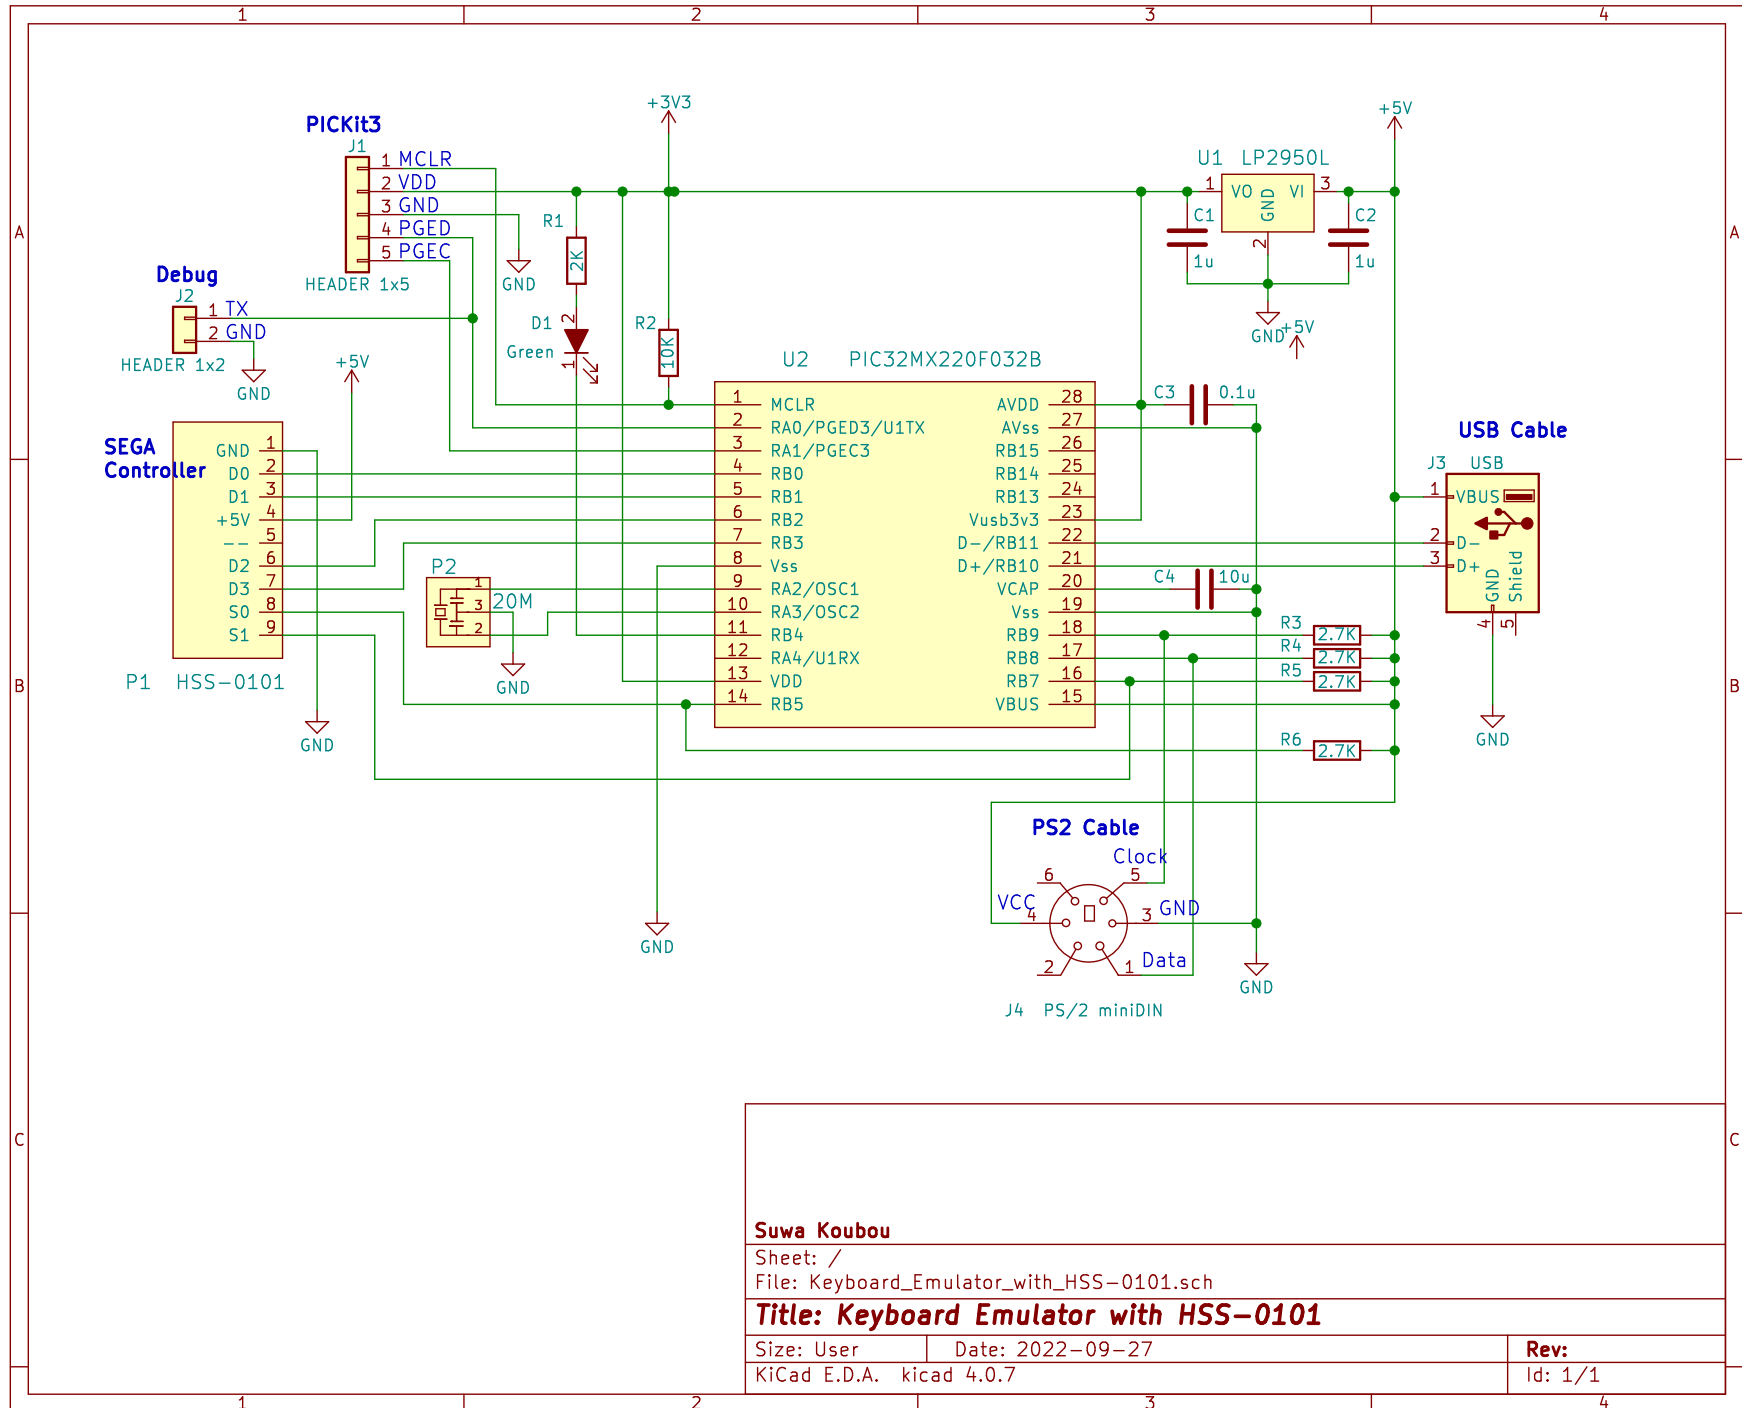 1 2 3 4
A
B
C
A
B
C
+3V3
+5V
PICKit3
J1
1 MCLR
2 VDD
3 GND
4 PGED
5 PGEC
HEADER 1x5
GND
Debug
J2
1 TX
2 GND
HEADER 1x2
GND
+5V
R1
2K
D1
Green
2
1
R2
10K
U1 LP2950L
1 VO GND VI 3
2
C1
1u
C2
1u
GND
+5V
SEGA
Controller
GND 1
D0 2
D1 3
+5V 4
-- 5
D2 6
D3 7
S0 8
S1 9
P1 HSS-0101
GND
P2
1
3
2
20M
GND
U2 PIC32MX220F032B
1 MCLR
2 RA0/PGED3/U1TX
3 RA1/PGEC3
4 RB0
5 RB1
6 RB2
7 RB3
8 Vss
9 RA2/OSC1
10 RA3/OSC2
11 RB4
12 RA4/U1RX
13 VDD
14 RB5
AVDD 28
AVss 27
RB15 26
RB14 25
RB13 24
Vusb3v3 23
D-/RB11 22
D+/RB10 21
VCAP 20
Vss 19
RB9 18
RB8 17
RB7 16
VBUS 15
GND
C3 0.1u
C4 10u
R3
2.7K
R4
2.7K
R5
2.7K
R6
2.7K
USB Cable
J3 USB
1 VBUS
2 D-
3 D+
GND
Shield
4
5
GND
PS2 Cable
Clock
6 5
VCC
4
3 GND
2 1 Data
J4 PS/2 miniDIN
GND
Suwa Koubou
Sheet: /
File: Keyboard_Emulator_with_HSS-0101.sch
Title: Keyboard Emulator with HSS-0101
Size: User Date: 2022-09-27 Rev:
KiCad E.D.A. kicad 4.0.7 Id: 1/1
1 2 3 4